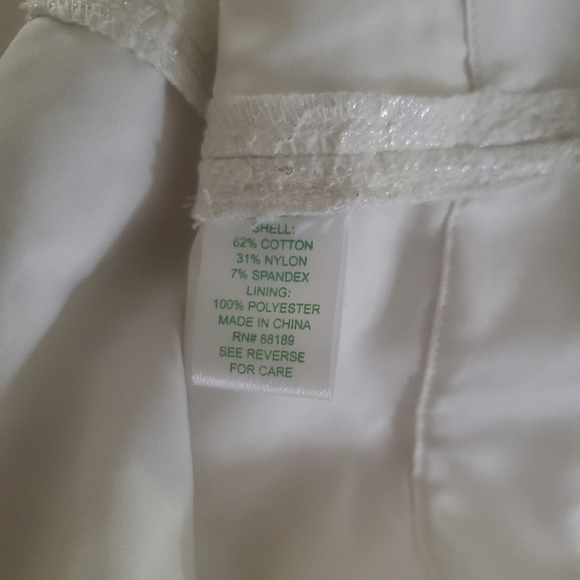 SHELL:
62% COTTON
31% NYLON
7% SPANDEX
LINING:
100% POLYESTER
MADE IN CHINA
RN# 88189
SEE REVERSE
FOR CARE